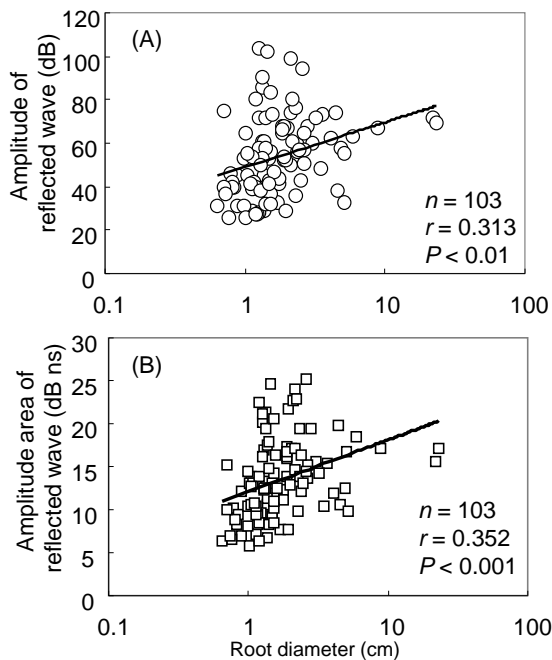 (A)
Amplitude of
reflected wave (dB)
120
100
80
60
40
20
0
n = 103
r = 0.313
P < 0.01
0.1
1
10
100
(B)
Amplitude area of
reflected wave (dB ns)
30
25
20
15
10
5
0
n = 103
r = 0.352
P < 0.001
0.1
1
10
100
Root diameter (cm)